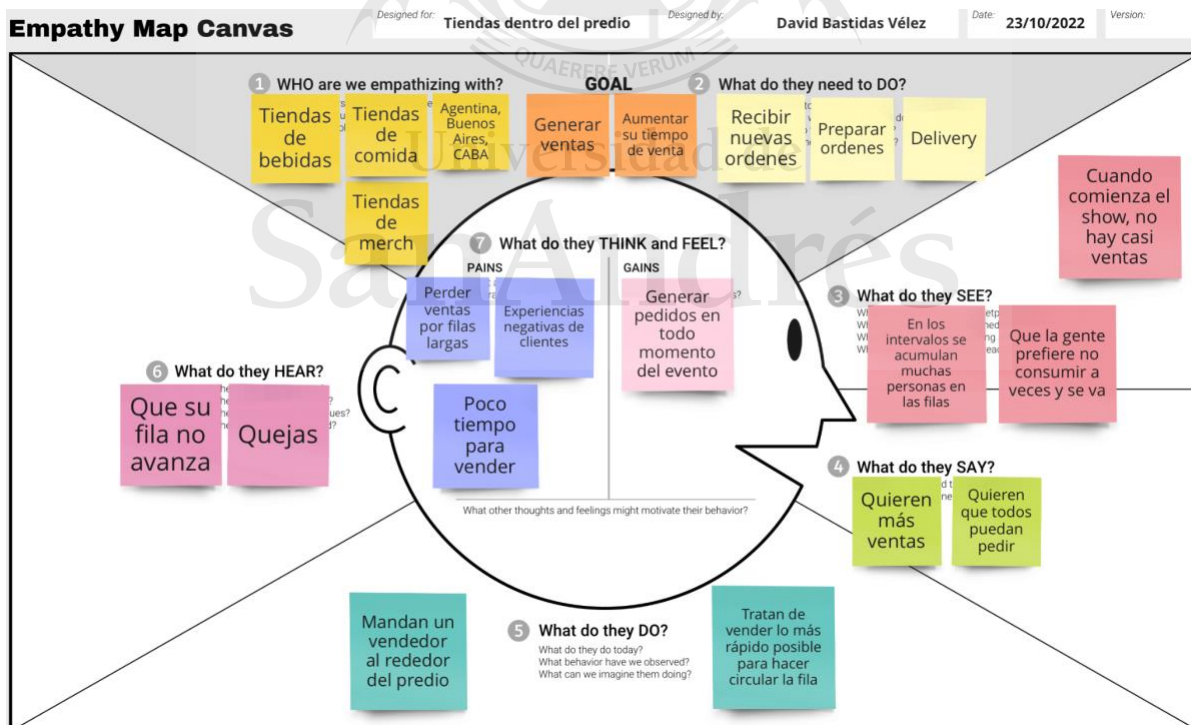 Empathy Map Canvas
Designed for:
Tiendas dentro del predio
Designed by:
David Bastidas Vélez
Date:
23/10/2022
Version:
QUAERERE VERUM
Universidad de
SanAndrés
1 WHO are we empathizing with?
Tiendas
de
bebidas
Tiendas
de
comida
Agentina,
Buenos
Aires,
CABA
Tiendas
de
merch
GOAL
Generar
ventas
Aumentar
su tiempo
de venta
2 What do they need to DO?
Recibir
nuevas
ordenes
Preparar
ordenes
Delivery
Cuando
comienza el
show, no
hay casi
ventas
3 What do they SEE?
En los
intervalos se
acumulan
muchas
personas en
las filas
Que la gente
prefiere no
consumir a
veces y se va
4 What do they SAY?
Quieren
más
ventas
Quieren
que todos
puedan
pedir
5 What do they DO?
What do they do today?
What behavior have we observed?
What can we imagine them doing?
Mandan un
vendedor
al rededor
del predio
Tratan de
vender lo más
rápido posible
para hacer
circular la fila
6 What do they HEAR?
Que su
fila no
avanza
Quejas
7 What do they THINK and FEEL?
PAINS
Perder
ventas
por filas
largas
Experiencias
negativas de
clientes
Poco
tiempo
para
vender
GAINS
Generar
pedidos en
todo
momento
del evento
What other thoughts and feelings might motivate their behavior?